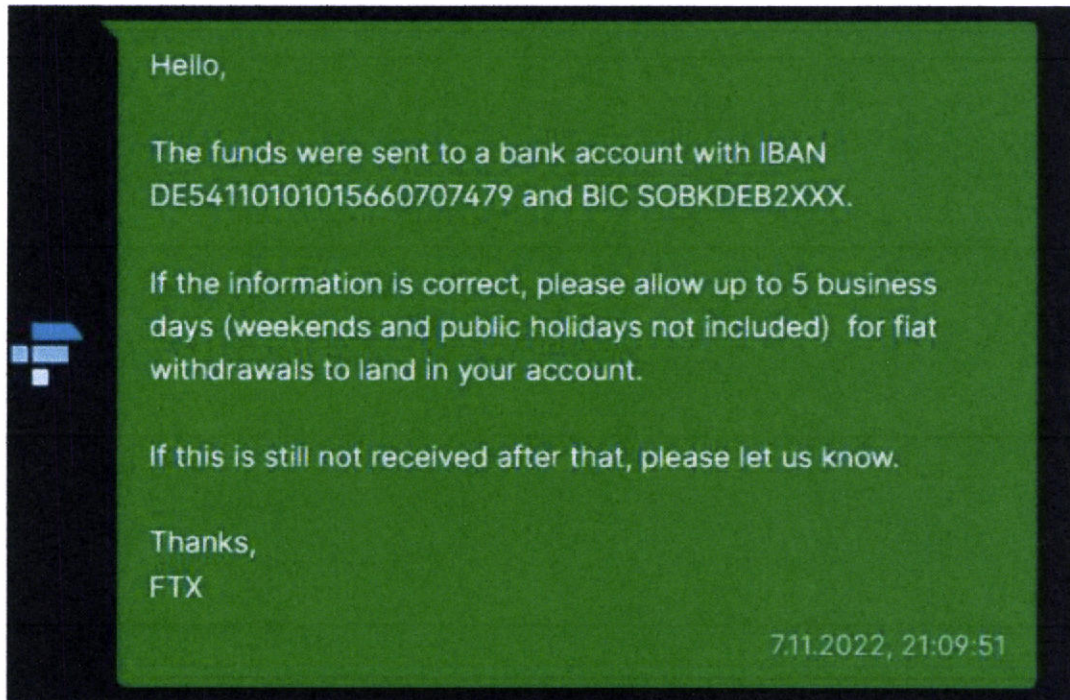 Hello,
The funds were sent to a bank account with IBAN
DE54110101015660707479 and BIC SOBKDEB2XXX.
If the information is correct, please allow up to 5 business
days (weekends and public holidays not included)  for fiat
withdrawals to land in your account.
If this is still not received after that, please let us know.
Thanks,
FTX
7.11.2022, 21:09:51